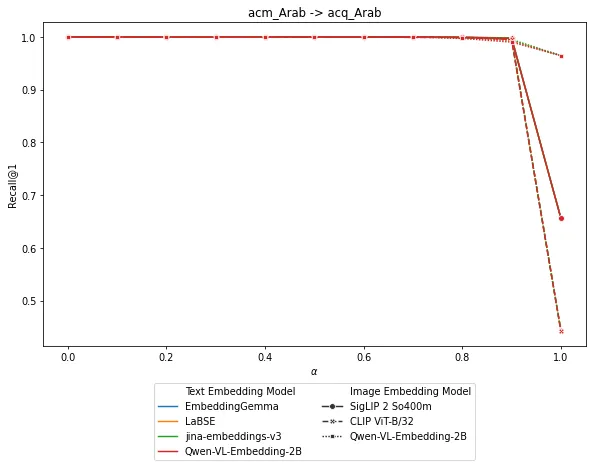 acm_Arab -> acq_Arab
Recall@1
1.0
0.9
0.8
0.7
0.6
0.5
0.0 0.2 0.4 0.6 0.8 1.0
α
Text Embedding Model Image Embedding Model
EmbeddingGemma SigLIP 2 So400m
LaBSE CLIP ViT-B/32
jina-embeddings-v3 Qwen-VL-Embedding-2B
Qwen-VL-Embedding-2B